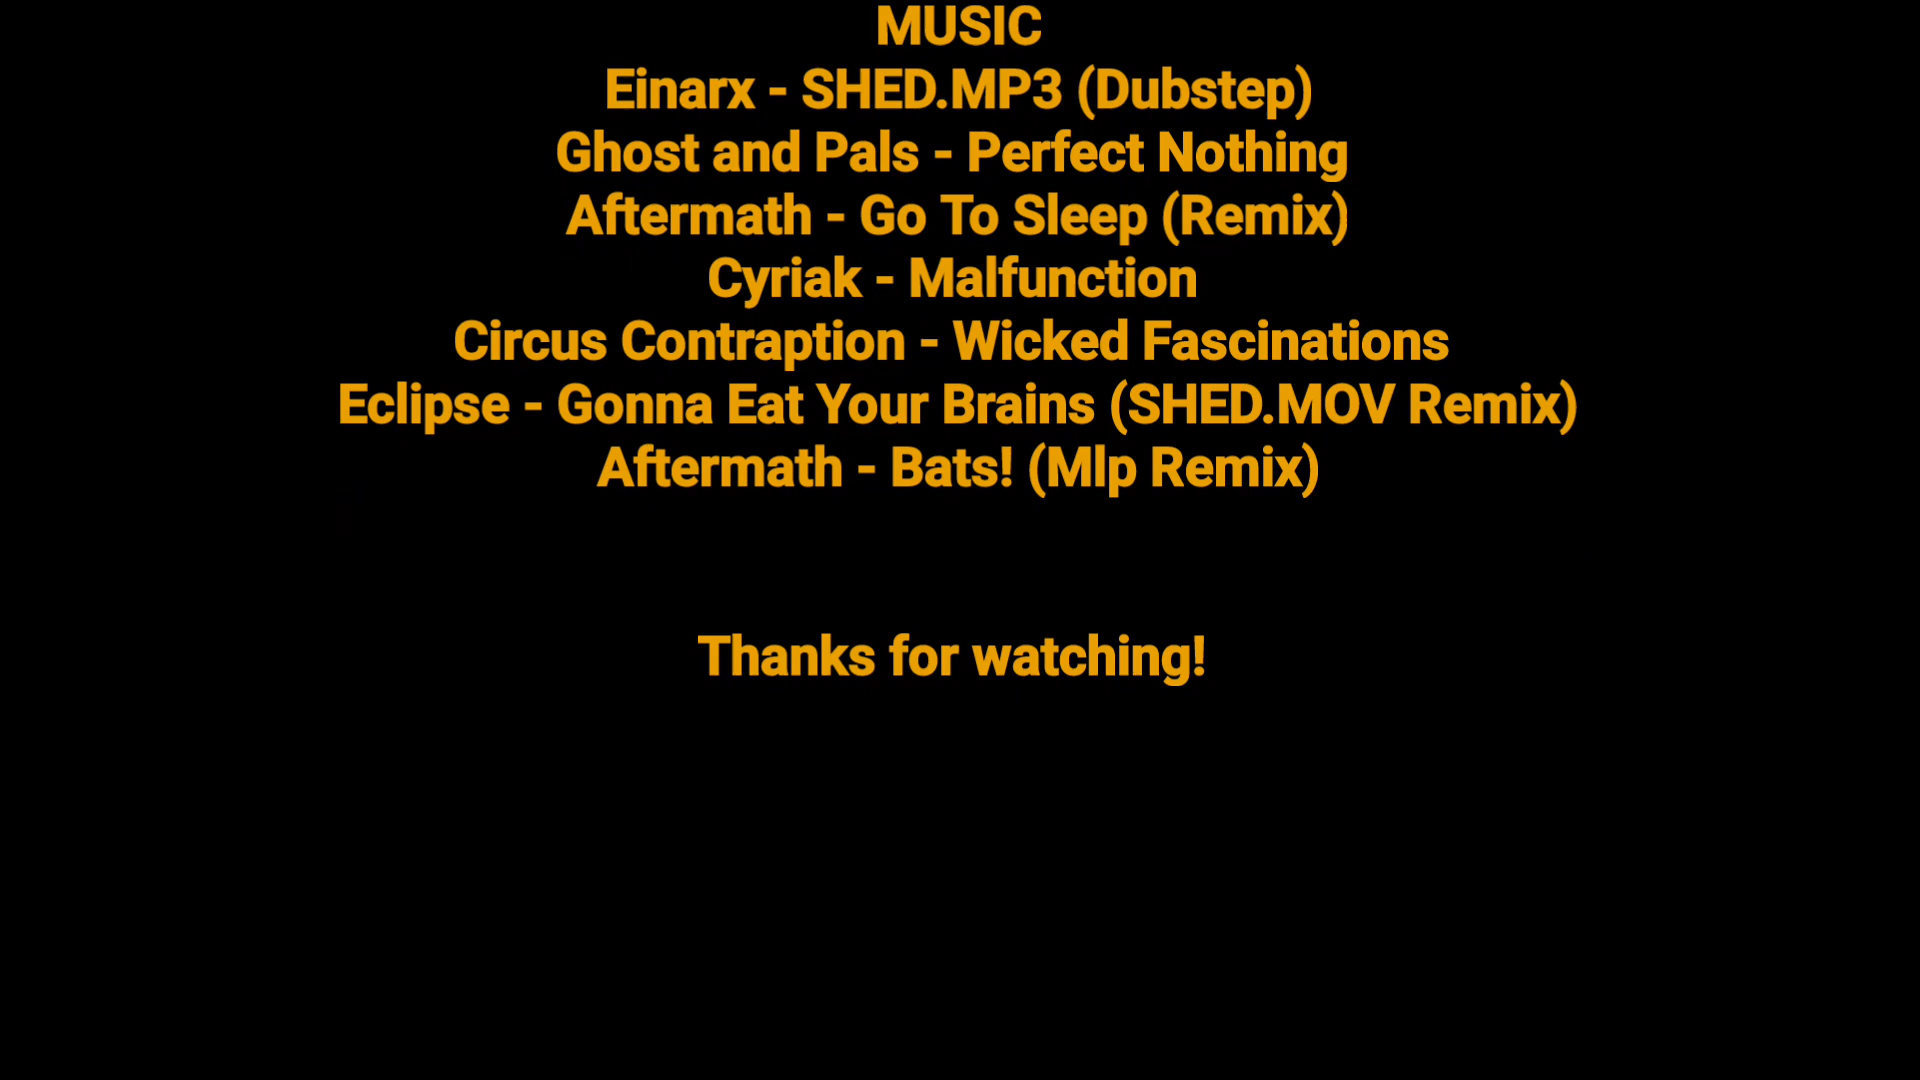 MUSIC
Einarx - SHED.MP3 (Dubstep)
Ghost and Pals - Perfect Nothing
Aftermath - Go To Sleep (Remix)
Cyriak - Malfunction
Circus Contraption - Wicked Fascinations
Eclipse - Gonna Eat Your Brains (SHED.MOV Remix)
Aftermath - Bats! (Mlp Remix)
Thanks for watching!